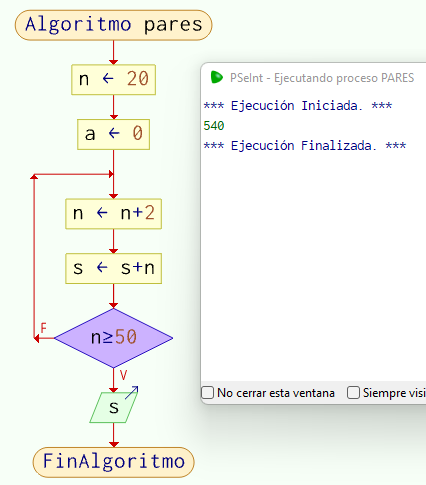 Algoritmo pares
n ← 20
a ← 0
n ← n+2
s ← s+n
n≥50
F
V
s
FinAlgoritmo
PSeInt - Ejecutando proceso PARES
*** Ejecución Iniciada. ***
540
*** Ejecución Finalizada. ***
No cerrar esta ventana
Siempre visi